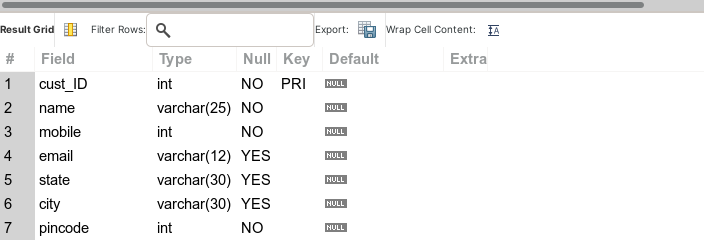 Result Grid Filter Rows: Export: Wrap Cell Content: IA
# Field Type Null Key Default Extra
1 cust_ID int NO PRI NULL
2 name varchar(25) NO NULL
3 mobile int NO NULL
4 email varchar(12) YES NULL
5 state varchar(30) YES NULL
6 city varchar(30) YES NULL
7 pincode int NO NULL